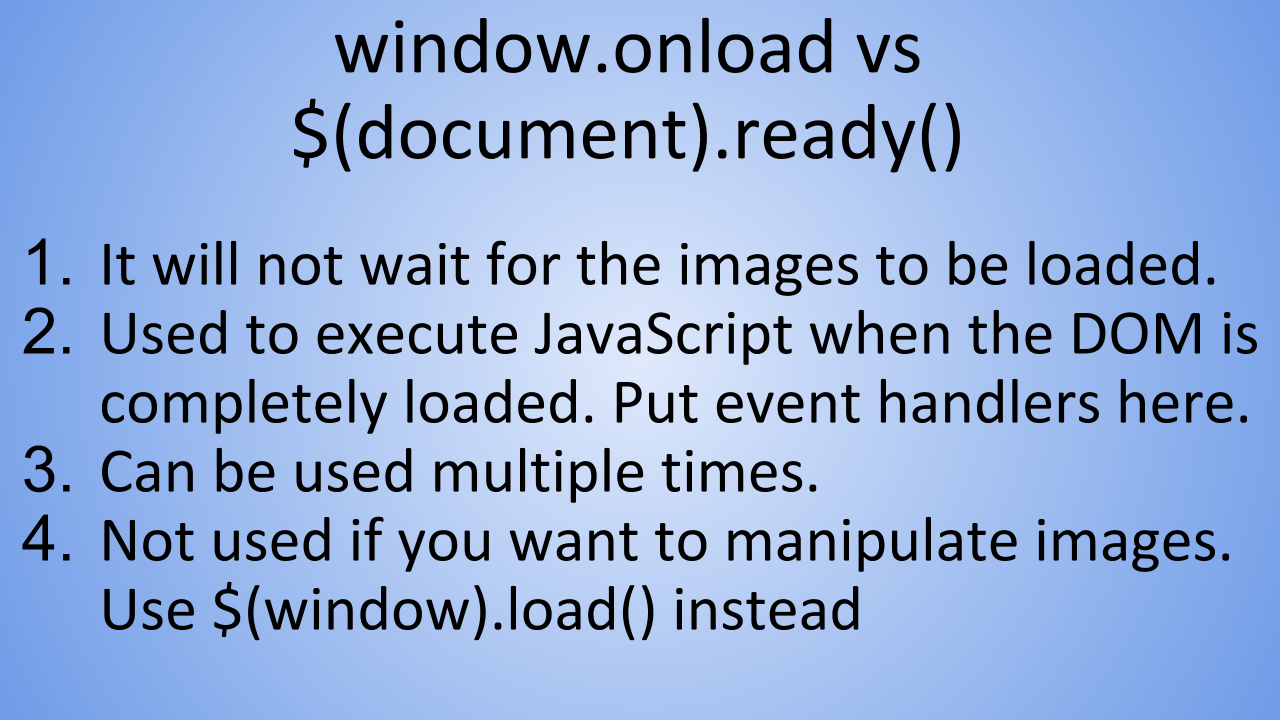 window.onload vs
$(document).ready()
1. It will not wait for the images to be loaded.
2. Used to execute JavaScript when the DOM is
completely loaded. Put event handlers here.
3. Can be used multiple times.
4. Not used if you want to manipulate images.
Use $(window).load() instead